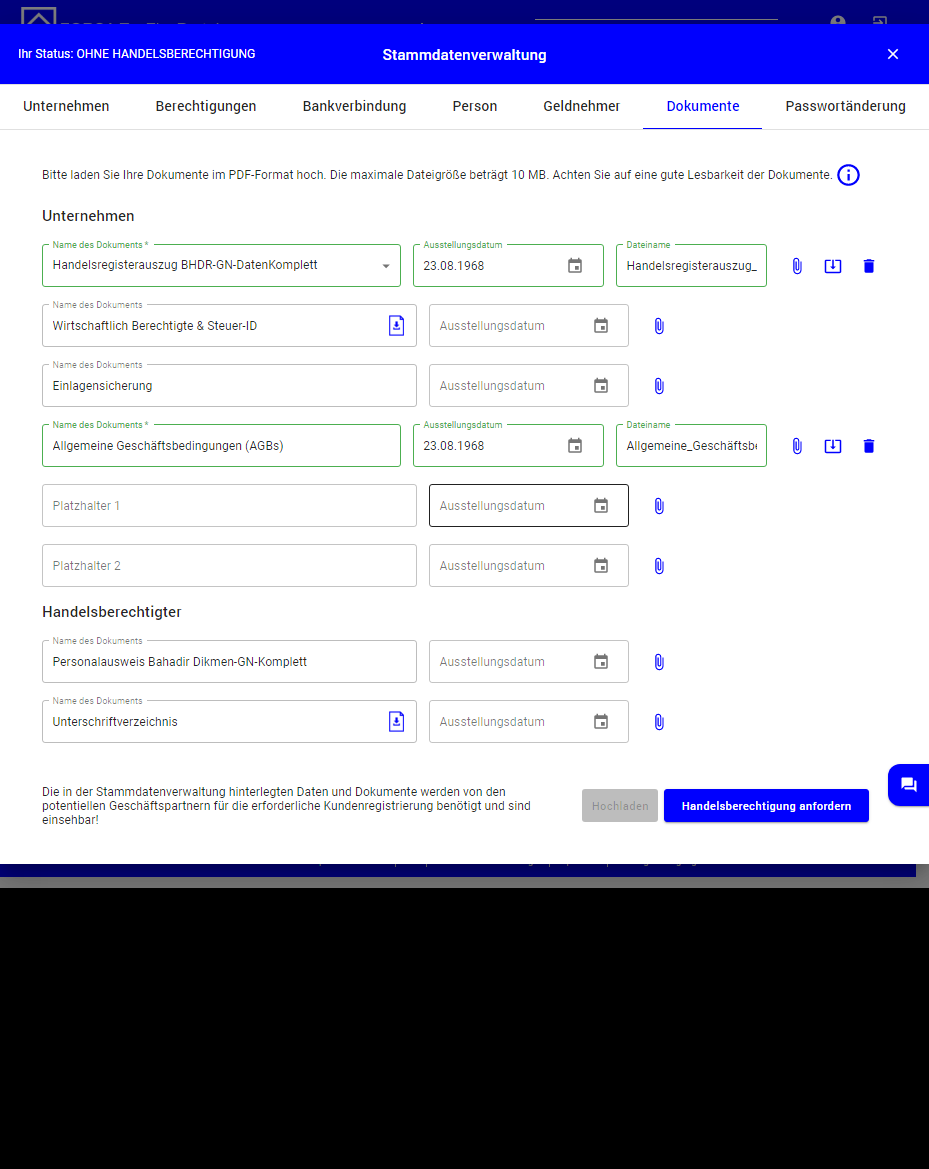 Ihr Status: OHNE HANDELSBERECHTIGUNG
Stammdatenverwaltung
Unternehmen
Berechtigungen
Bankverbindung
Person
Geldnehmer
Dokumente
Passwortänderung
Bitte laden Sie Ihre Dokumente im PDF-Format hoch. Die maximale Dateigröße beträgt 10 MB. Achten Sie auf eine gute Lesbarkeit der Dokumente.
Unternehmen
Name des Dokuments *
Ausstellungsdatum
Dateiname
Handelsregisterauszug BHDR-GN-DatenKomplett
23.08.1968
Handelsregisterauszug_
Name des Dokuments
Wirtschaftlich Berechtigte & Steuer-ID
Ausstellungsdatum
Name des Dokuments
Einlagensicherung
Ausstellungsdatum
Name des Dokuments *
Ausstellungsdatum
Dateiname
Allgemeine Geschäftsbedingungen (AGBs)
23.08.1968
Allgemeine_Geschäftsbe
Platzhalter 1
Ausstellungsdatum
Platzhalter 2
Ausstellungsdatum
Handelsberechtigter
Name des Dokuments
Personalausweis Bahadir Dikmen-GN-Komplett
Ausstellungsdatum
Name des Dokuments
Unterschriftverzeichnis
Ausstellungsdatum
Die in der Stammdatenverwaltung hinterlegten Daten und Dokumente werden von den
potentiellen Geschäftspartnern für die erforderliche Kundenregistrierung benötigt und sind
einsehbar!
Hochladen
Handelsberechtigung anfordern